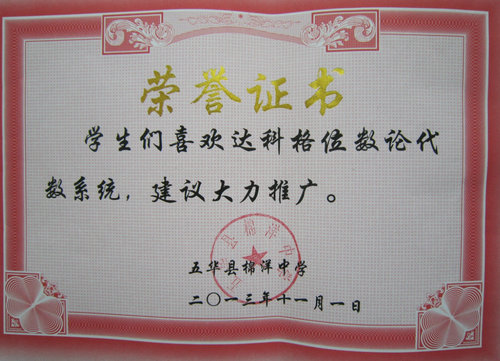 荣誉证书
学生们喜欢达科格位数论代
数系统，建议大力推广。
五华县棉洋中学
二〇一三年十一月一日